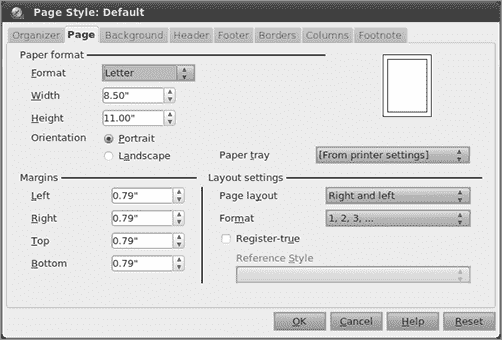 Page Style: Default
Organizer Page Background Header Footer Borders Columns Footnote
Paper format
Format Letter
Width 8.50"
Height 11.00"
Orientation Portrait
Landscape
Paper tray [From printer settings]
Margins
Left 0.79"
Right 0.79"
Top 0.79"
Bottom 0.79"
Layout settings
Page layout Right and left
Format 1, 2, 3, ...
Register-true
Reference Style
OK Cancel Help Reset